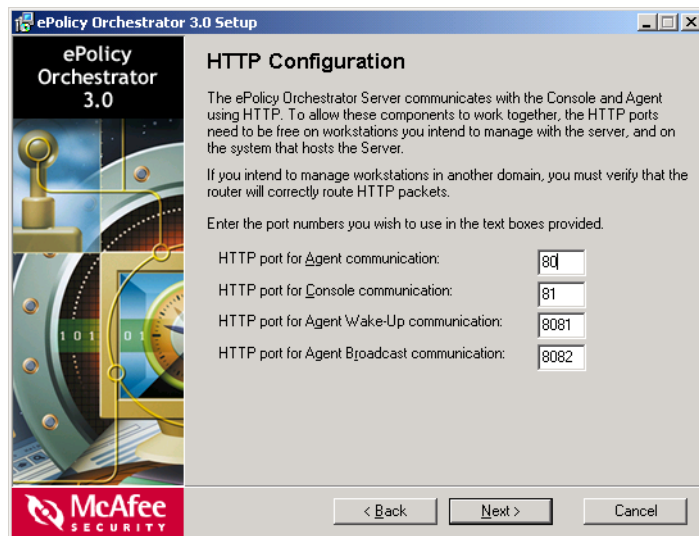 ePolicy Orchestrator 3.0 Setup
ePolicy
Orchestrator
3.0
HTTP Configuration
The ePolicy Orchestrator Server communicates with the Console and Agent
using HTTP. To allow these components to work together, the HTTP ports
need to be free on workstations you intend to manage with the server, and on
the system that hosts the Server.
If you intend to manage workstations in another domain, you must verify that the
router will correctly route HTTP packets.
Enter the port numbers you wish to use in the text boxes provided.
HTTP port for Agent communication: 80
HTTP port for Console communication: 81
HTTP port for Agent Wake-Up communication: 8081
HTTP port for Agent Broadcast communication: 8082
1 0 1 0 1
McAfee
SECURITY
< Back Next > Cancel